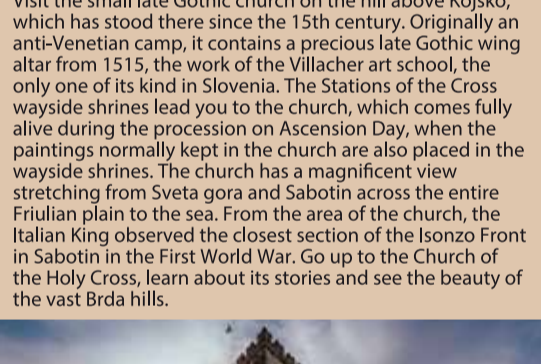 Visit the small late Gothic church on the hill above Kojsko,
which has stood there since the 15th century. Originally an
anti-Venetian camp, it contains a precious late Gothic wing
altar from 1515, the work of the Villacher art school, the
only one of its kind in Slovenia. The Stations of the Cross
wayside shrines lead you to the church, which comes fully
alive during the procession on Ascension Day, when the
paintings normally kept in the church are also placed in the
wayside shrines. The church has a magnificent view
stretching from Sveta gora and Sabotin across the entire
Friulian plain to the sea. From the area of the church, the
Italian King observed the closest section of the Isonzo Front
in Sabotin in the First World War. Go up to the Church of
the Holy Cross, learn about its stories and see the beauty of
the vast Brda hills.